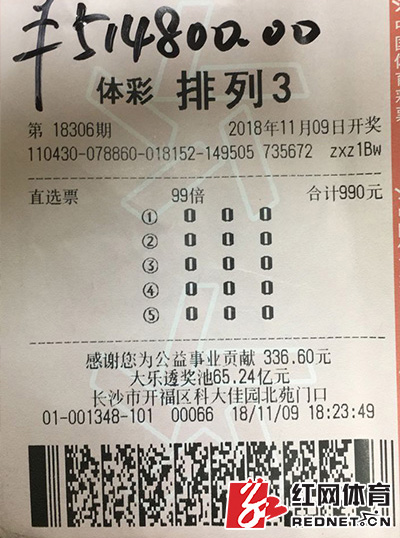 ¥514800.00
体彩 排列3
第 18306期 2018年11月09日开奖
110430-078860-018152-149505 735672 zxz1Bw
直选票 99倍 合计990元
① 0 0 0
② 0 0 0
③ 0 0 0
④ 0 0 0
⑤ 0 0 0
感谢您为公益事业贡献 336.60元
大乐透奖池65.24亿元
长沙市开福区科大佳园北苑门口
01-001348-101 00066 18/11/09 18:23:49
红网体育
REDNET.CN